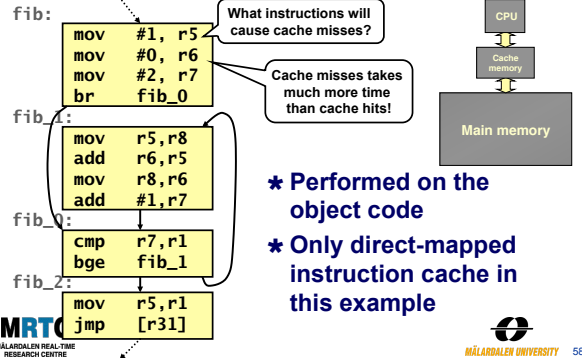 fib:
mov #1, r5
mov #0, r6
mov #2, r7
br fib_0
What instructions will
cause cache misses?
Cache misses takes
much more time
than cache hits!
CPU
Cache
memory
Main memory
fib_1:
mov r5,r8
add r6,r5
mov r8,r6
add #1,r7
fib_0:
cmp r7,r1
bge fib_1
fib_2:
mov r5,r1
jmp [r31]
* Performed on the
object code
* Only direct-mapped
instruction cache in
this example
MRTC
MÄLARDALEN REAL-TIME
RESEARCH CENTRE
MÄLARDALEN UNIVERSITY 58